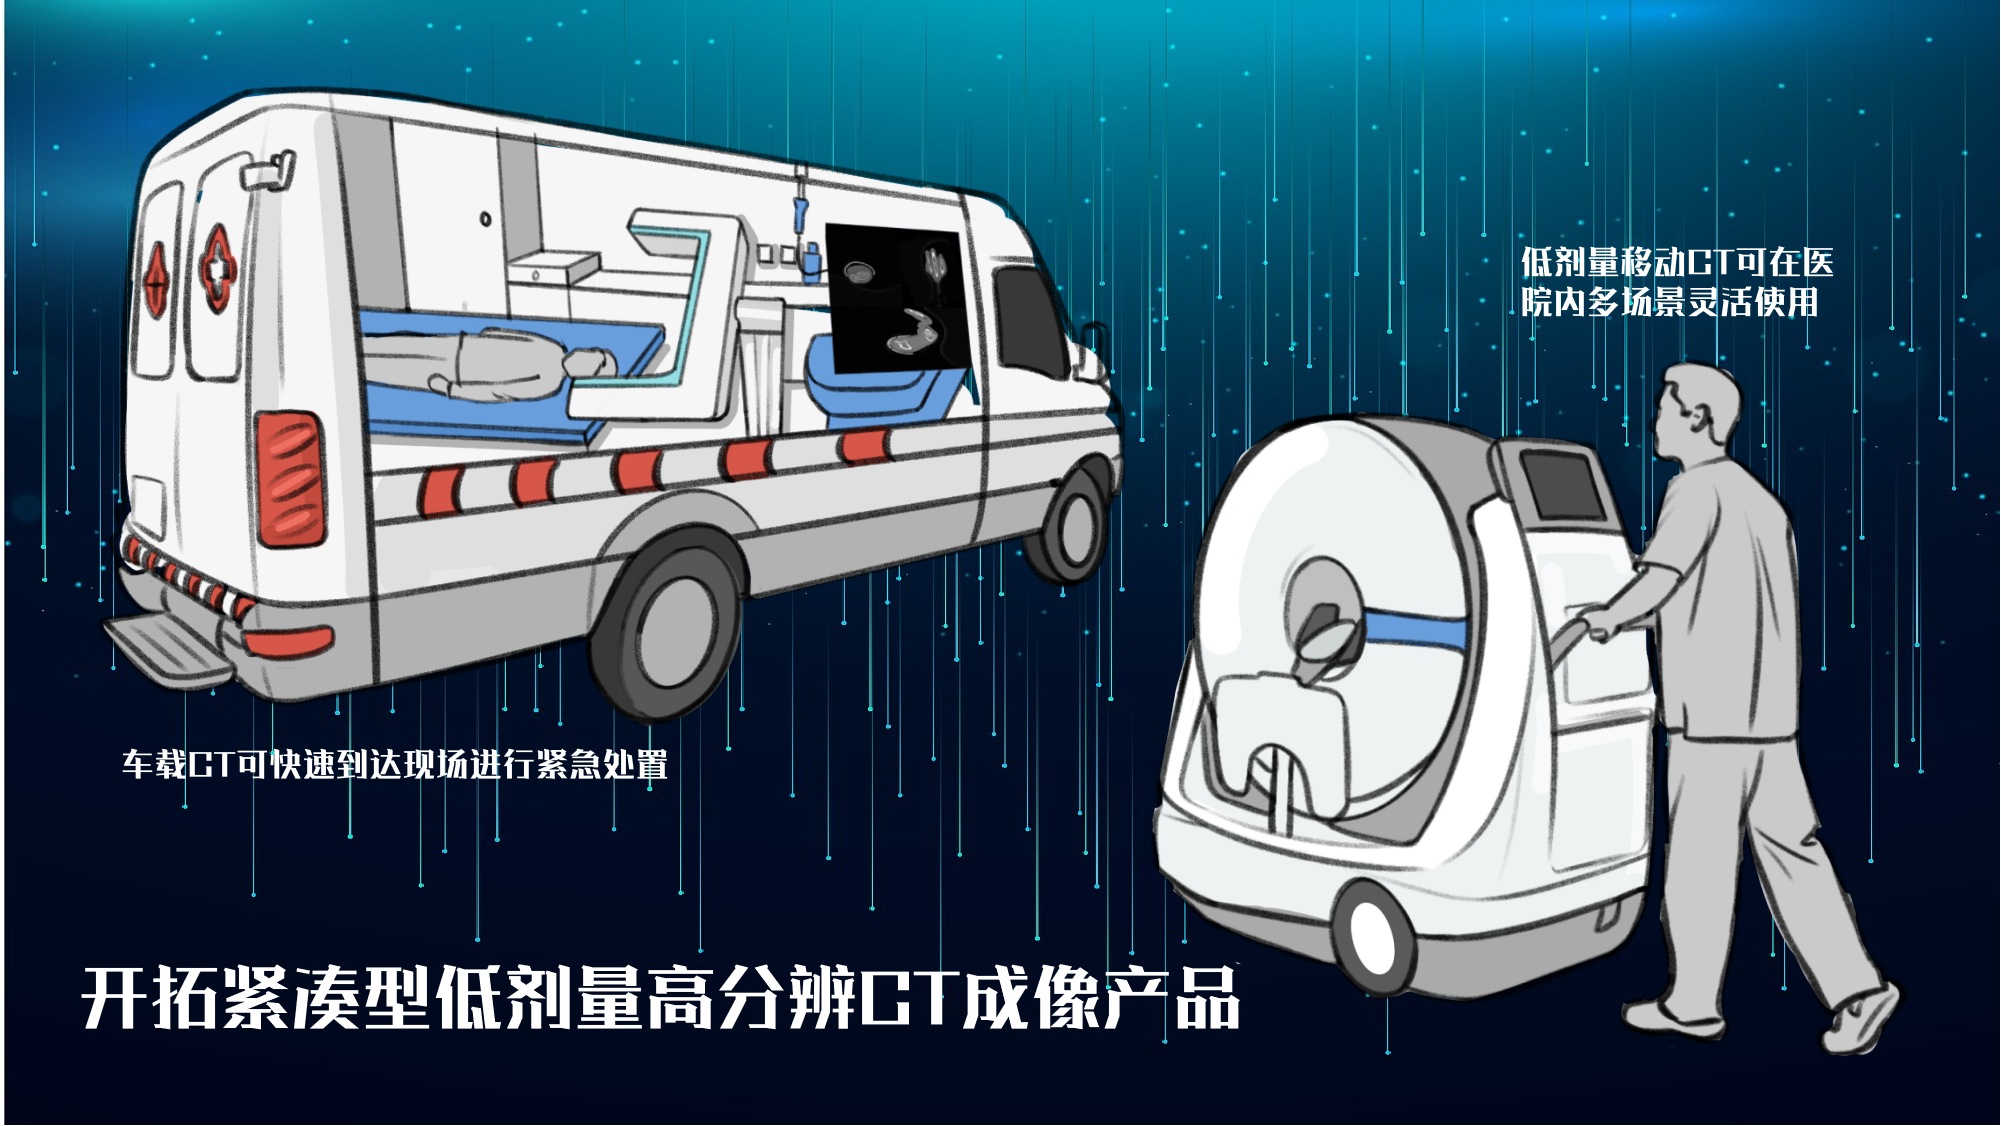 低剂量移动CT可在医
院内多场景灵活使用
车载CT可快速到达现场进行紧急处置
开拓紧凑型低剂量高分辨CT成像产品